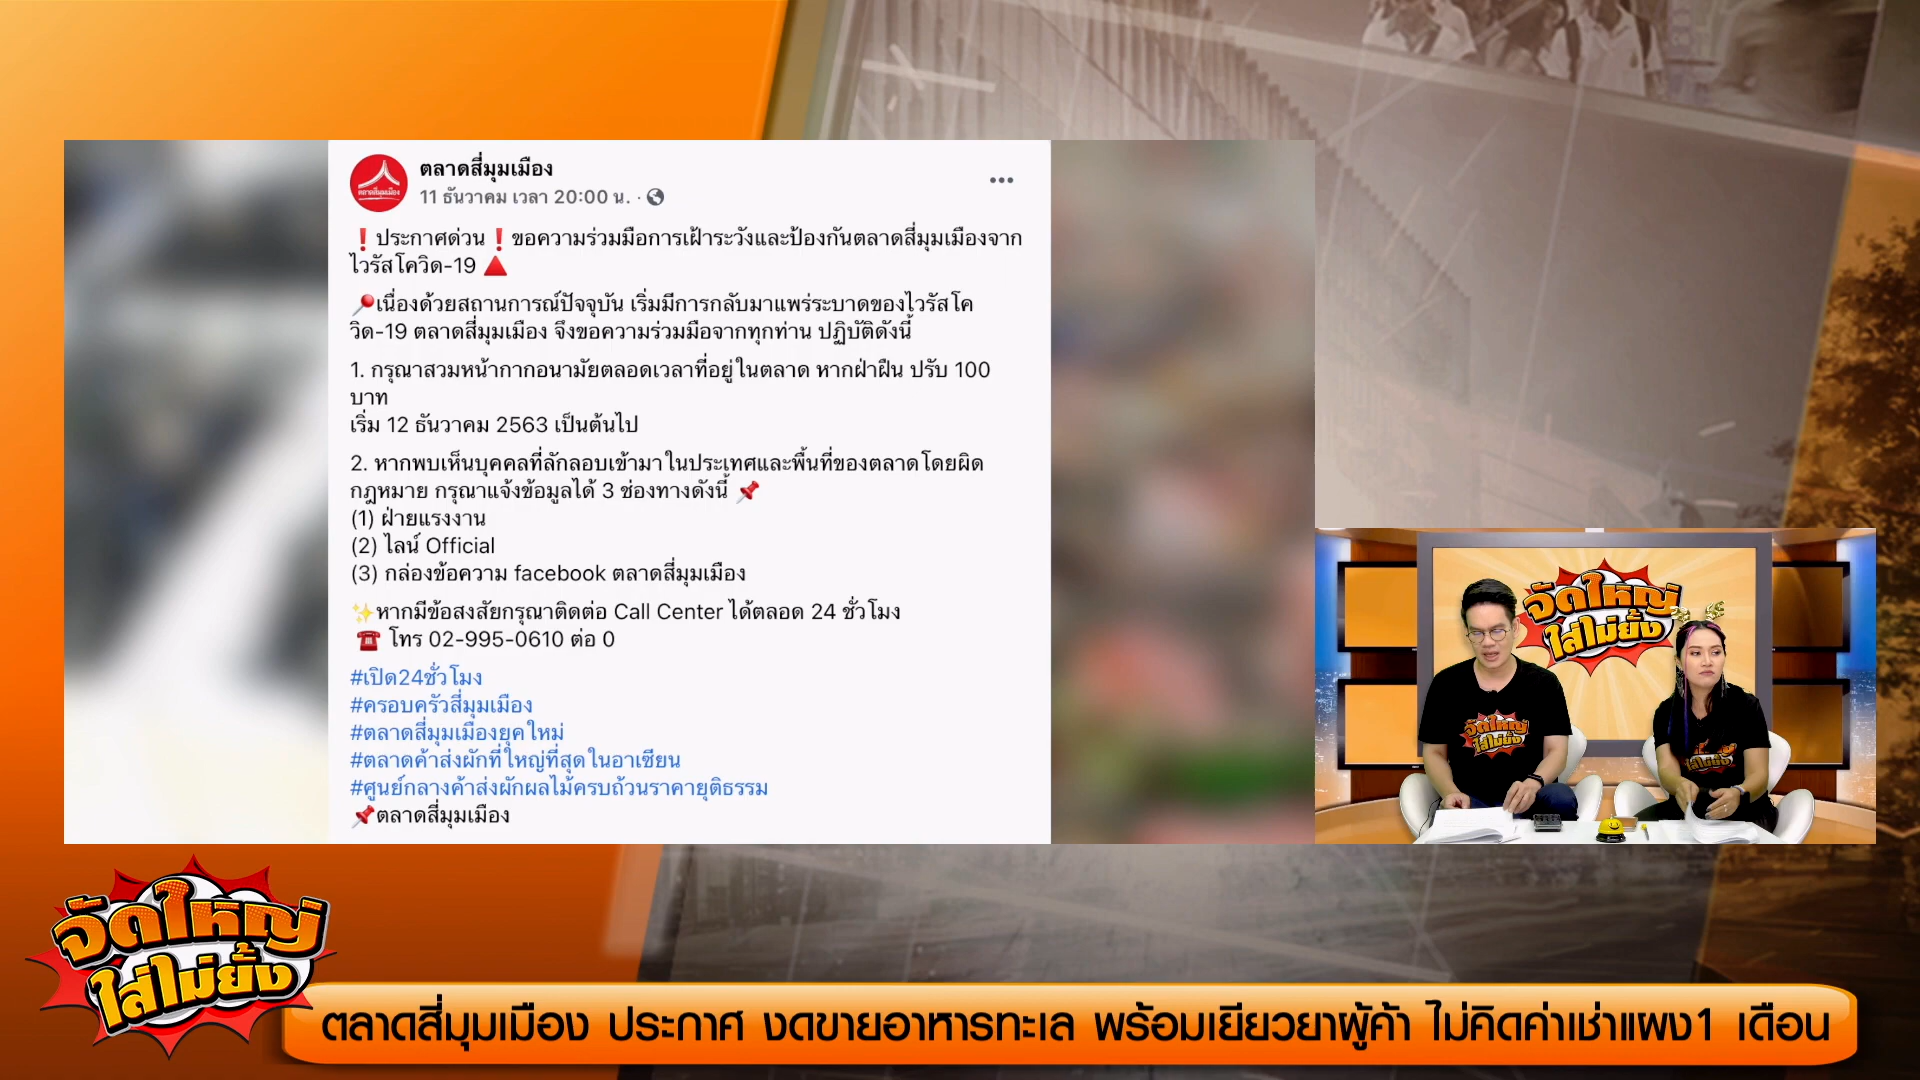 ตลาดสี่มุมเมือง
11 ธันวาคม เวลา 20:00 น. ·
❗ประกาศด่วน❗ขอความร่วมมือการเฝ้าระวังและป้องกันตลาดสี่มุมเมืองจาก
ไวรัสโควิด-19 🔺
📍เนื่องด้วยสถานการณ์ปัจจุบัน เริ่มมีการกลับมาแพร่ระบาดของไวรัสโค
วิด-19 ตลาดสี่มุมเมือง จึงขอความร่วมมือจากทุกท่าน ปฏิบัติดังนี้
1. กรุณาสวมหน้ากากอนามัยตลอดเวลาที่อยู่ในตลาด หากฝ่าฝืน ปรับ 100
บาท
เริ่ม 12 ธันวาคม 2563 เป็นต้นไป
2. หากพบเห็นบุคคลที่ลักลอบเข้ามาในประเทศและพื้นที่ของตลาดโดยผิด
กฎหมาย กรุณาแจ้งข้อมูลได้ 3 ช่องทางดังนี้ 📌
(1) ฝ่ายแรงงาน
(2) ไลน์ Official
(3) กล่องข้อความ facebook ตลาดสี่มุมเมือง
✨หากมีข้อสงสัยกรุณาติดต่อ Call Center ได้ตลอด 24 ชั่วโมง
☎️ โทร 02-995-0610 ต่อ 0
#เปิด24ชั่วโมง
#ครอบครัวสี่มุมเมือง
#ตลาดสี่มุมเมืองยุคใหม่
#ตลาดค้าส่งผักที่ใหญ่ที่สุดในอาเซียน
#ศูนย์กลางค้าส่งผักผลไม้ครบถ้วนราคายุติธรรม
📌ตลาดสี่มุมเมือง
จัดใหญ่
ใส่ไม่ยั้ง
จัดใหญ่
ใส่ไม่ยั้ง
จัดใหญ่
ใส่ไม่ยั้ง
จัดใหญ่
ใส่ไม่ยั้ง
ตลาดสี่มุมเมือง ประกาศ งดขายอาหารทะเล พร้อมเยียวยาผู้ค้า ไม่คิดค่าเช่าแผง1 เดือน